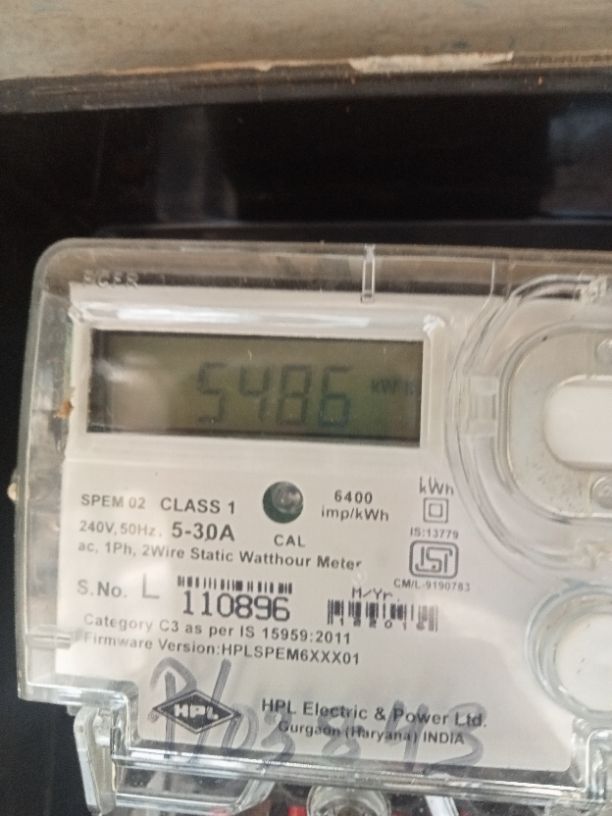 5486 kWh
SPEM 02 CLASS 1
6400
imp/kWh
kWh
240V, 50Hz, 5-30A
CAL
IS:13779
ac, 1Ph, 2Wire Static Watthour Meter
ISI
CM/L-9190783
S.No. L 110896
M/Yr.
122016
Category C3 as per IS 15959:2011
Firmware Version:HPLSPEM6XXX01
HPL
HPL Electric & Power Ltd.
Gurgaon (Haryana) INDIA